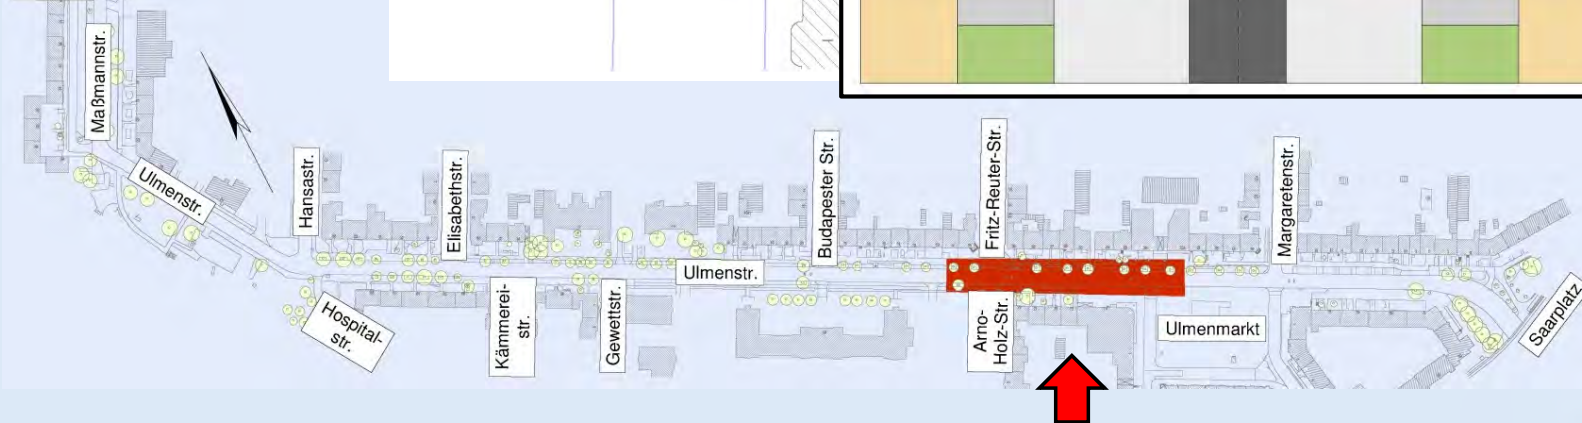 Maßmannstr.
Ulmenstr.
Hansastr.
Elisabethstr.
Hospital-
str.
Kämmerei-
str.
Gewettstr.
Ulmenstr.
Budapester Str.
Fritz-Reuter-Str.
Arno-
Holz-Str.
Ulmenmarkt
Margaretenstr.
Saarplatz